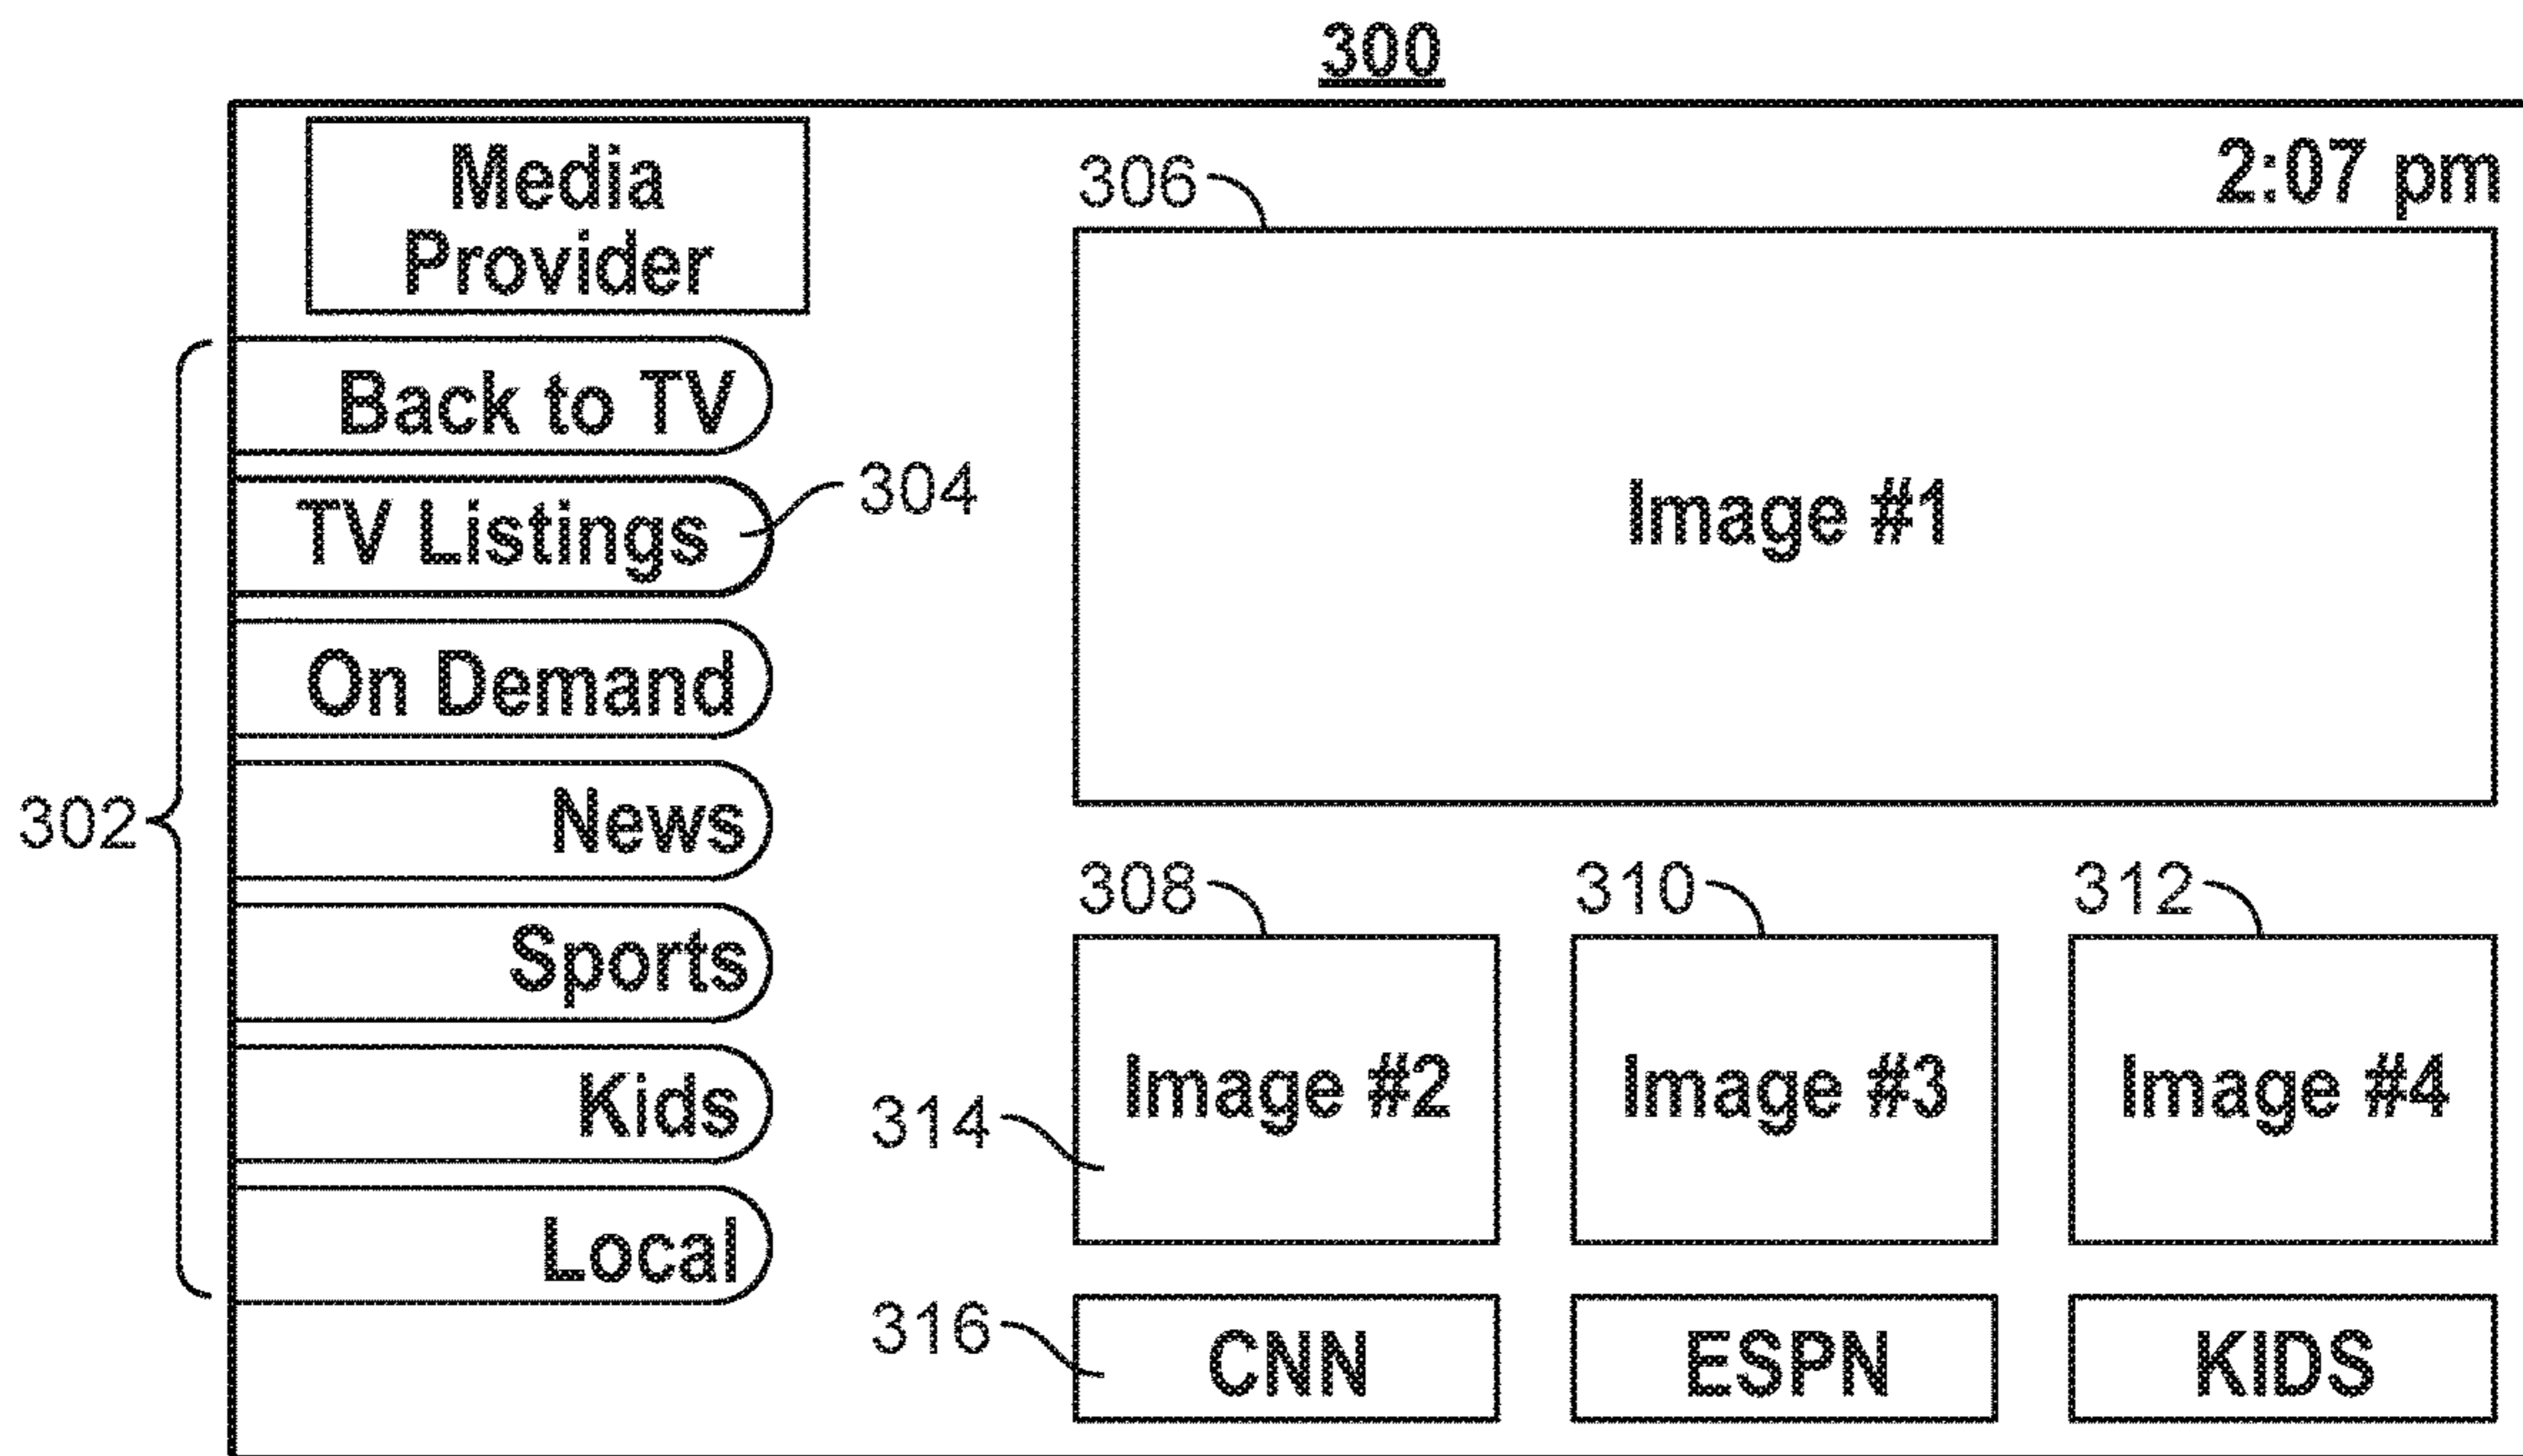 300
Media
Provider
2:07 pm
306
Back to TV
TV Listings
304
Image #1
On Demand
News
302
308
310
312
Sports
Kids
Image #2
Image #3
Image #4
314
Local
316
CNN
ESPN
KIDS